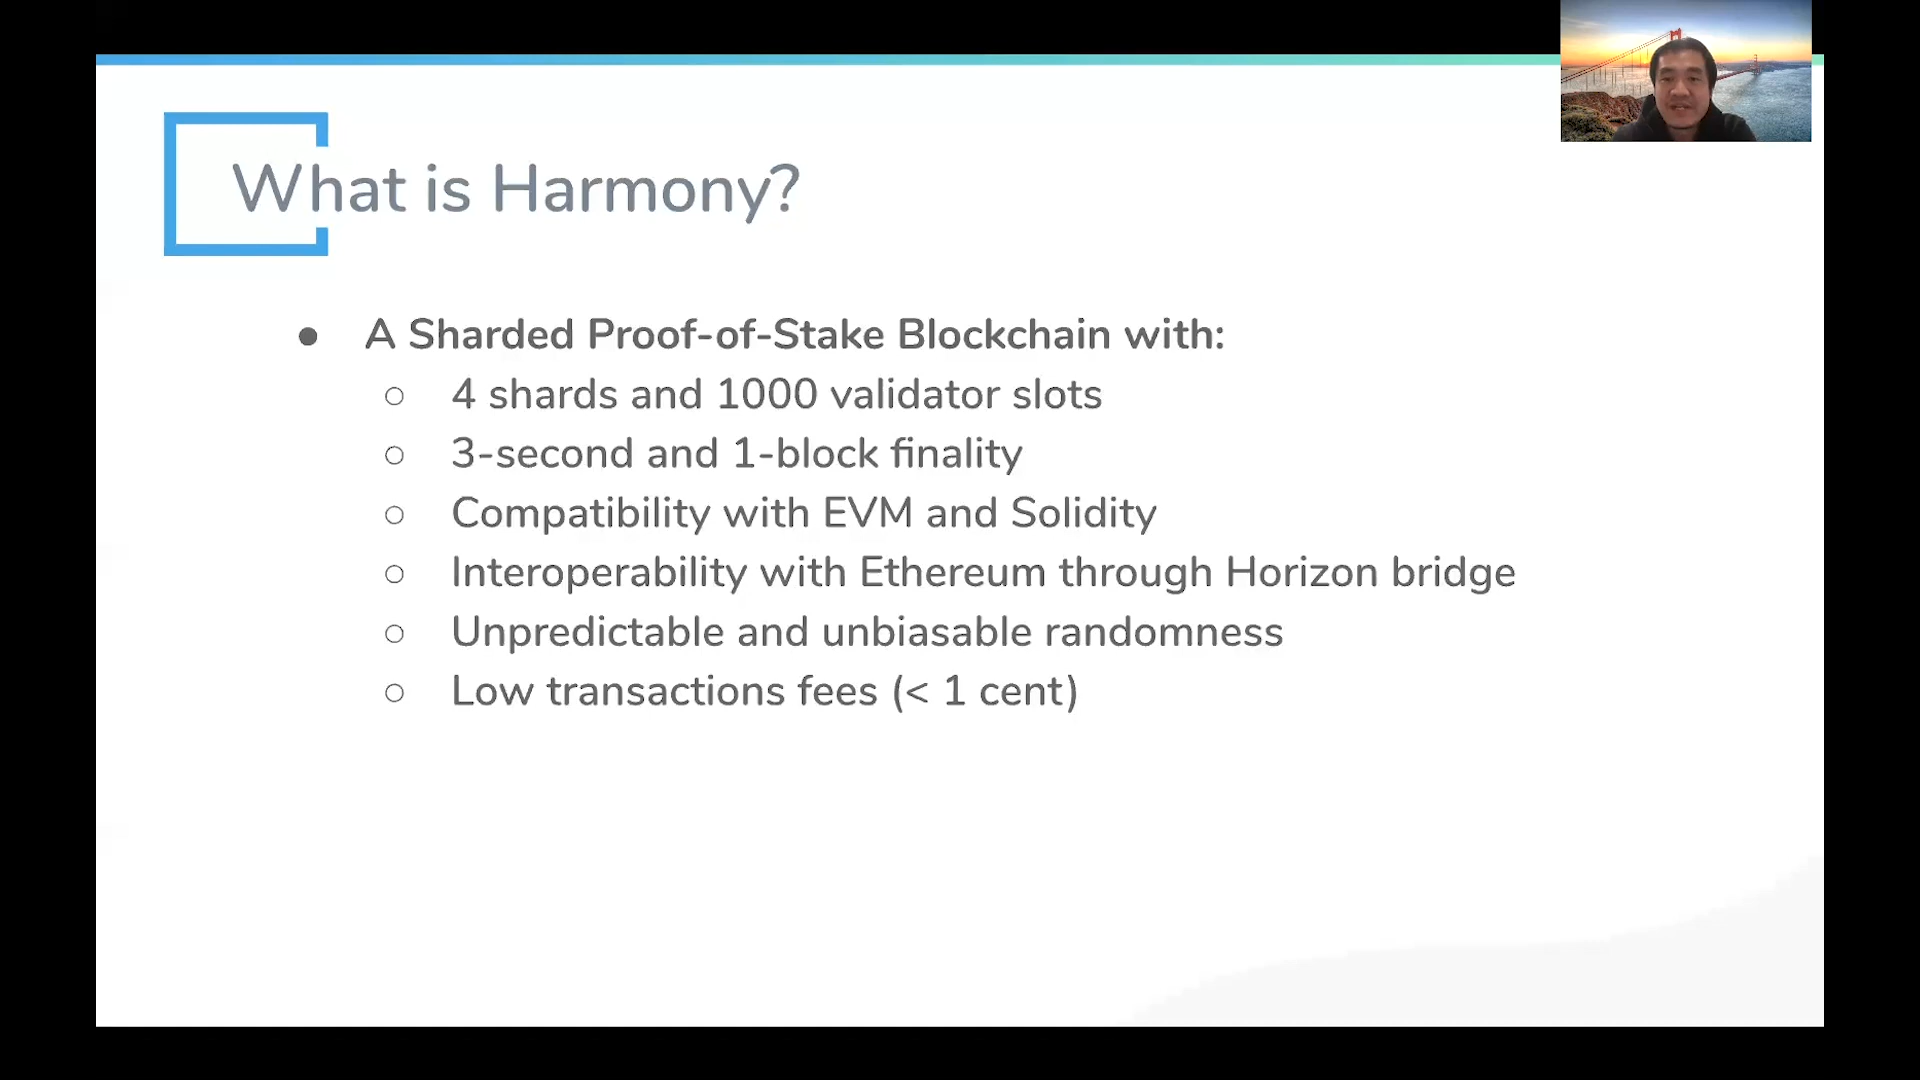 What is Harmony?
● A Sharded Proof-of-Stake Blockchain with:
○ 4 shards and 1000 validator slots
○ 3-second and 1-block finality
○ Compatibility with EVM and Solidity
○ Interoperability with Ethereum through Horizon bridge
○ Unpredictable and unbiasable randomness
○ Low transactions fees (< 1 cent)